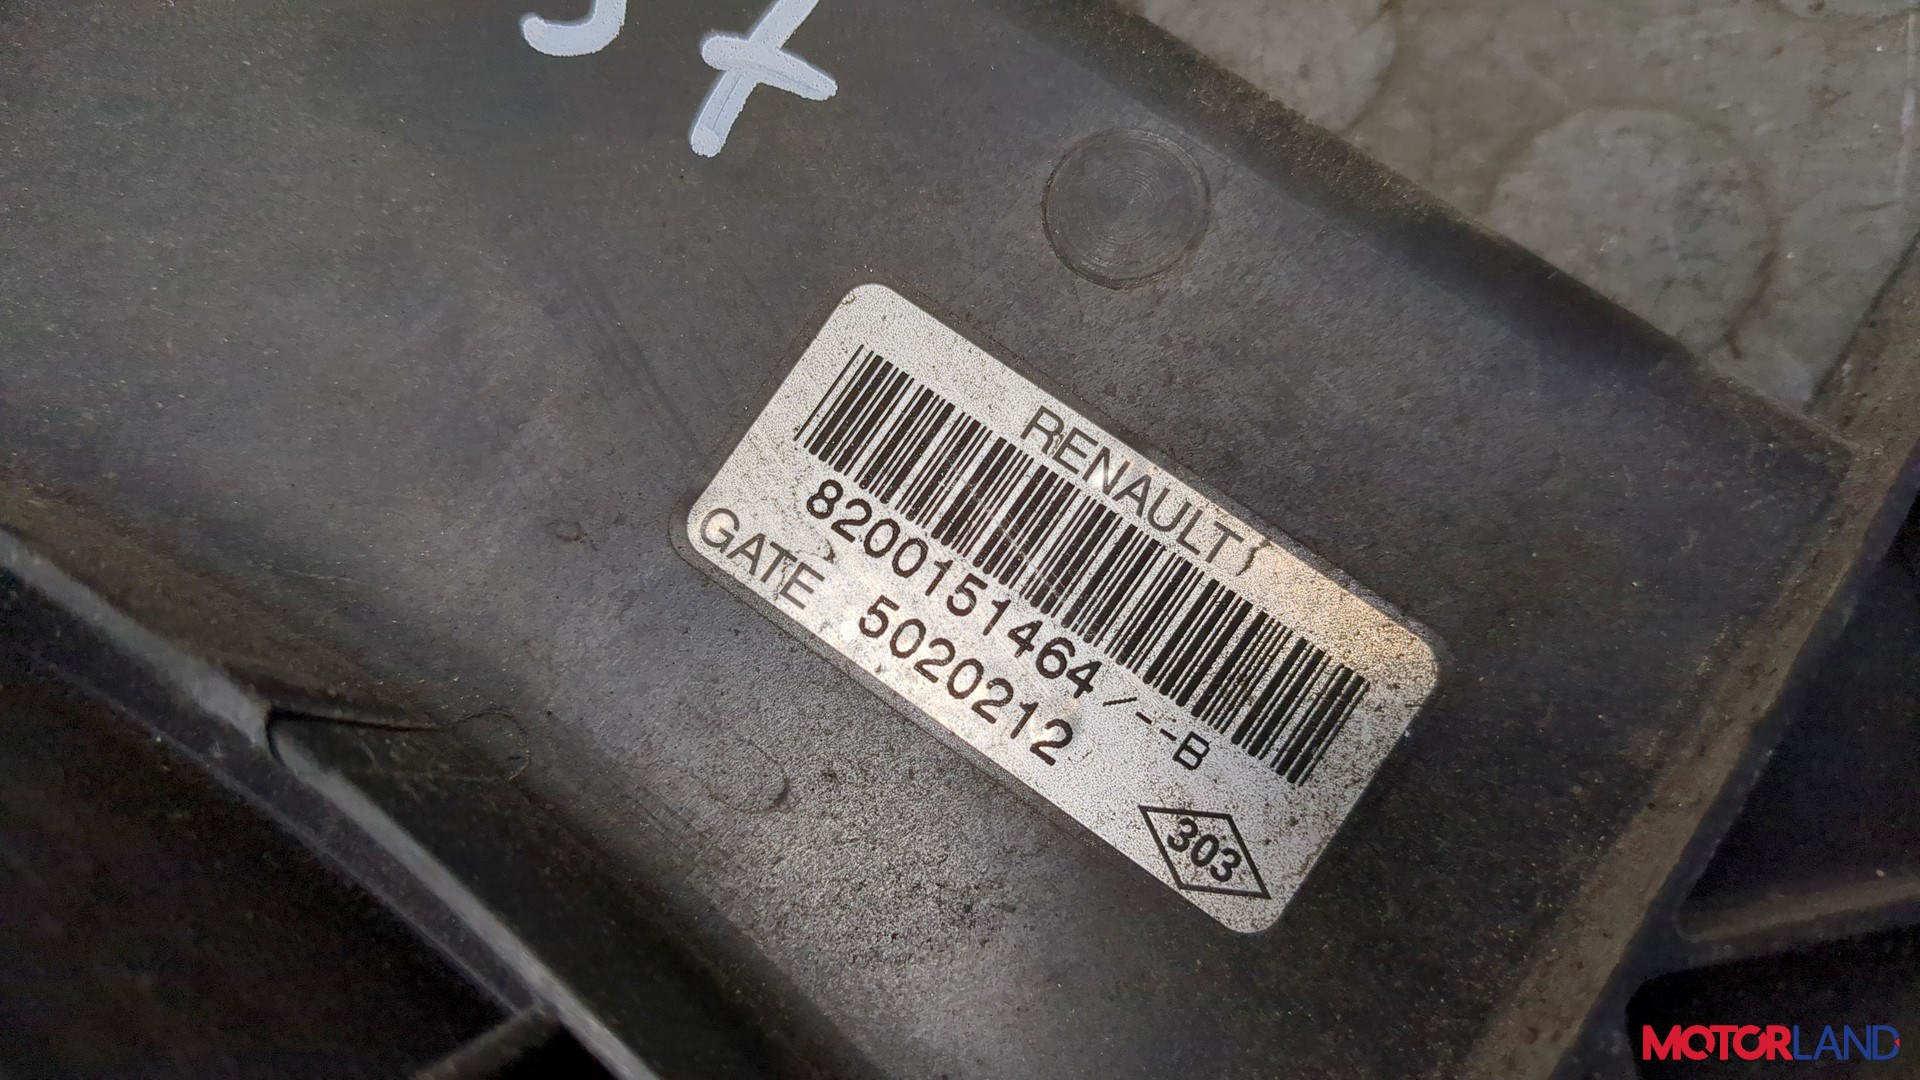 RENAULT
8200151464/--B
GATE 5020212
303
MOTORLAND